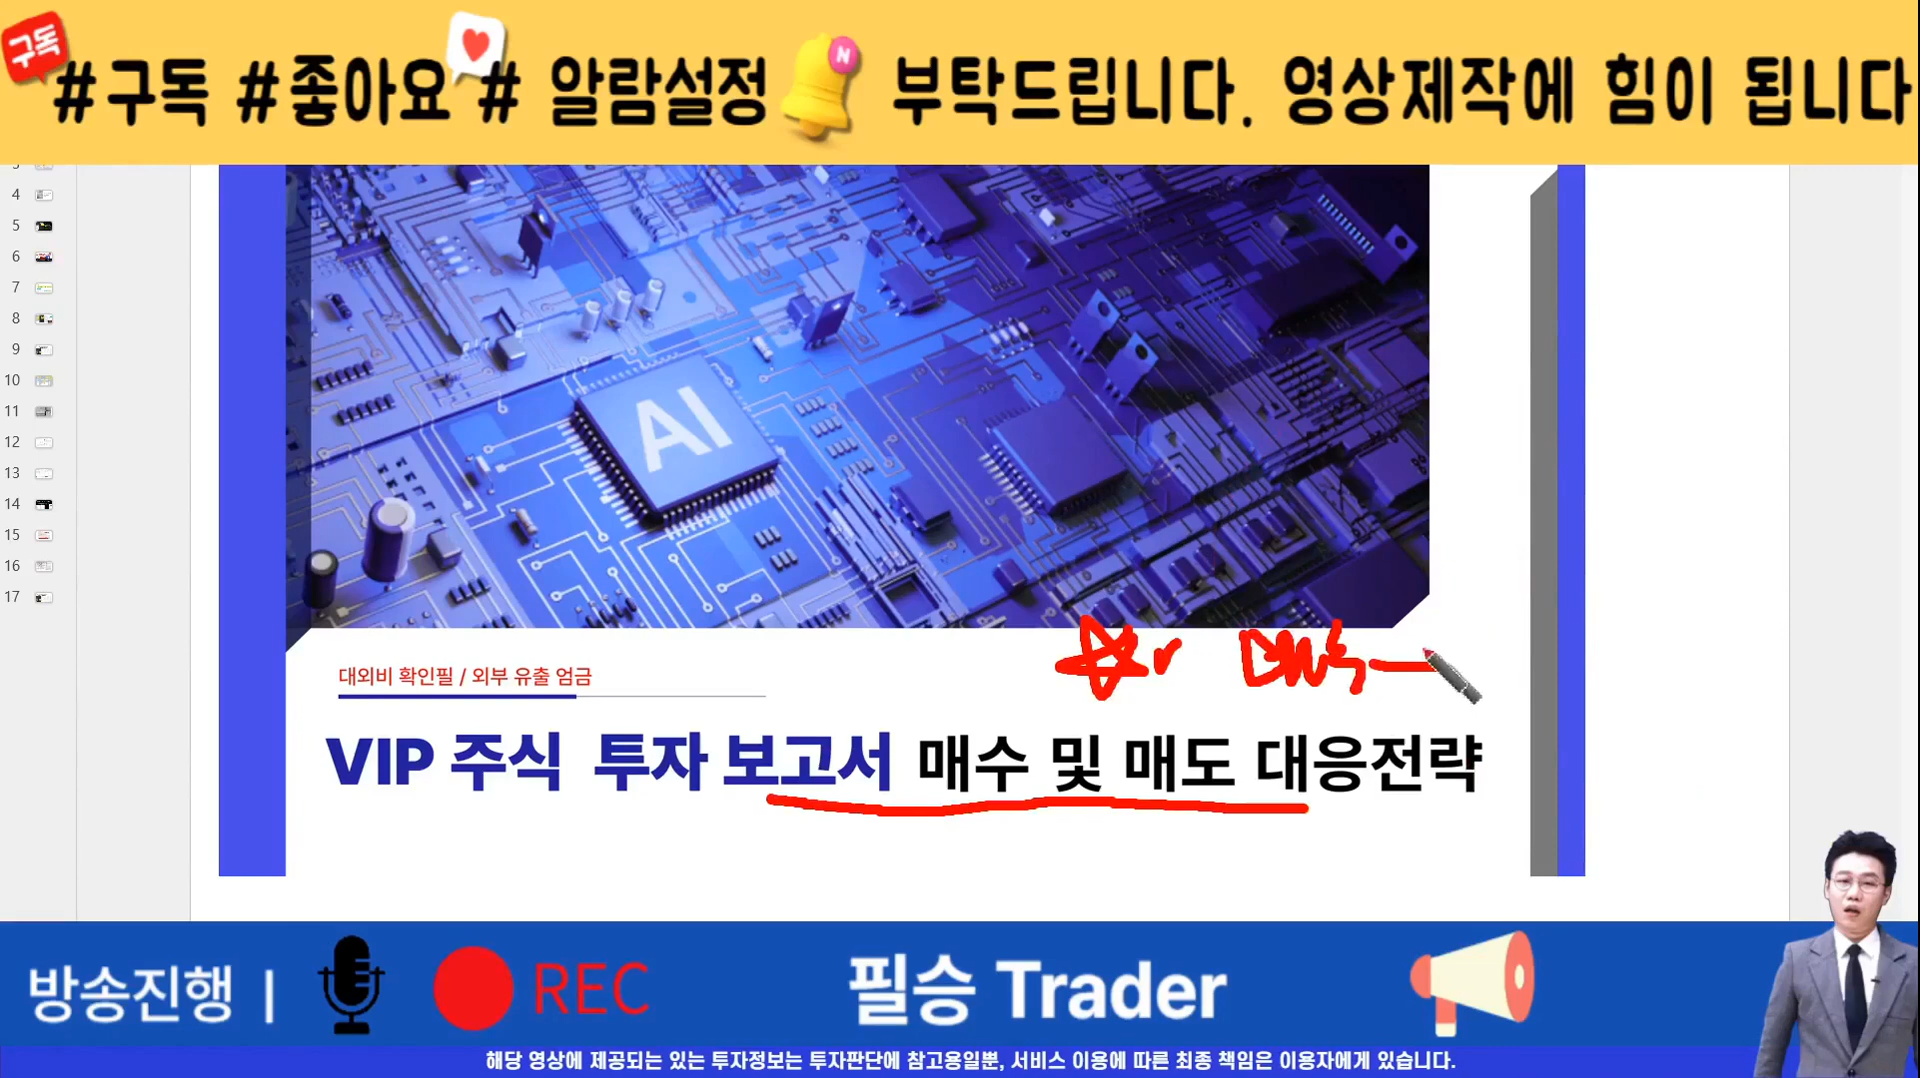 구독
N
#구독 #좋아요 # 알람설정 부탁드립니다. 영상제작에 힘이 됩니다
4
5
6
7
8
9
10
11
12
13
14
15
16
17
AI
대외비 확인필 / 외부 유출 엄금
VIP 주식 투자 보고서 매수 및 매도 대응전략
방송진행 | REC 필승 Trader
해당 영상에 제공되는 있는 투자정보는 투자판단에 참고용일뿐, 서비스 이용에 따른 최종 책임은 이용자에게 있습니다.